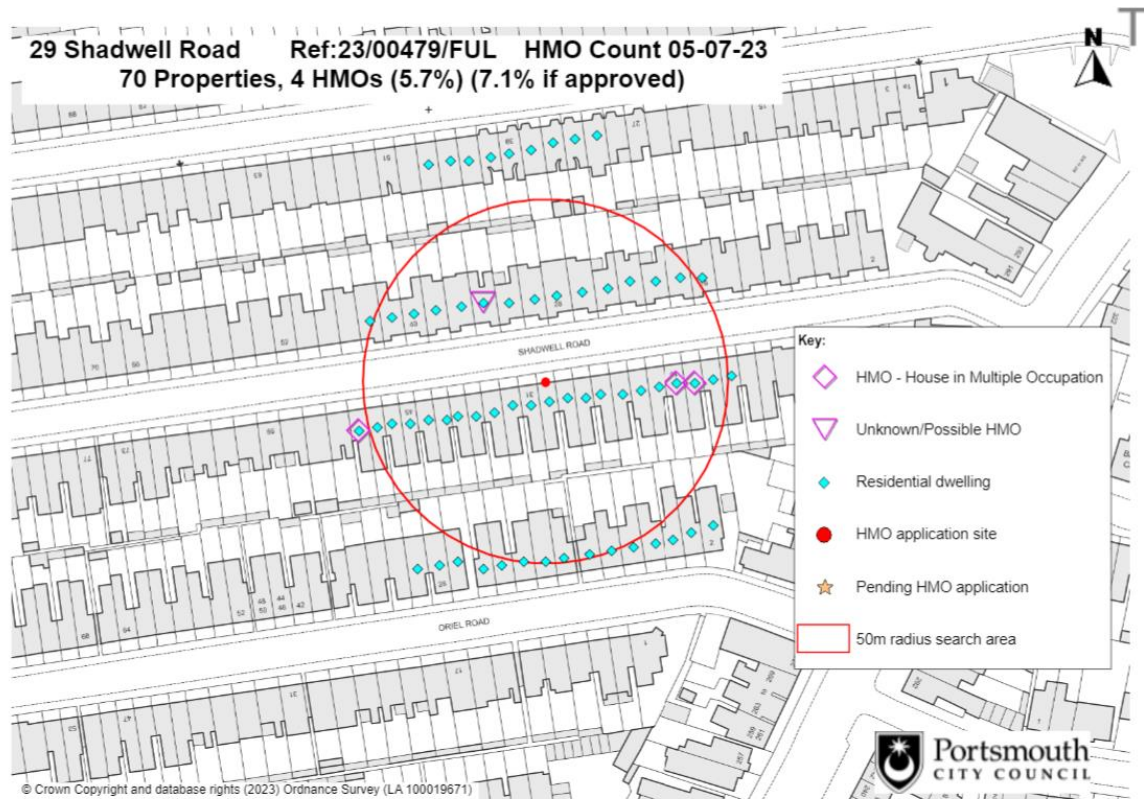 29 Shadwell Road Ref:23/00479/FUL HMO Count 05-07-23
70 Properties, 4 HMOs (5.7%) (7.1% if approved)
T
N
SHADWELL ROAD
ORIEL ROAD
Key:
HMO - House in Multiple Occupation
Unknown/Possible HMO
Residential dwelling
HMO application site
Pending HMO application
50m radius search area
Portsmouth
CITY COUNCIL
© Crown Copyright and database rights (2023) Ordnance Survey (LA 100019671)